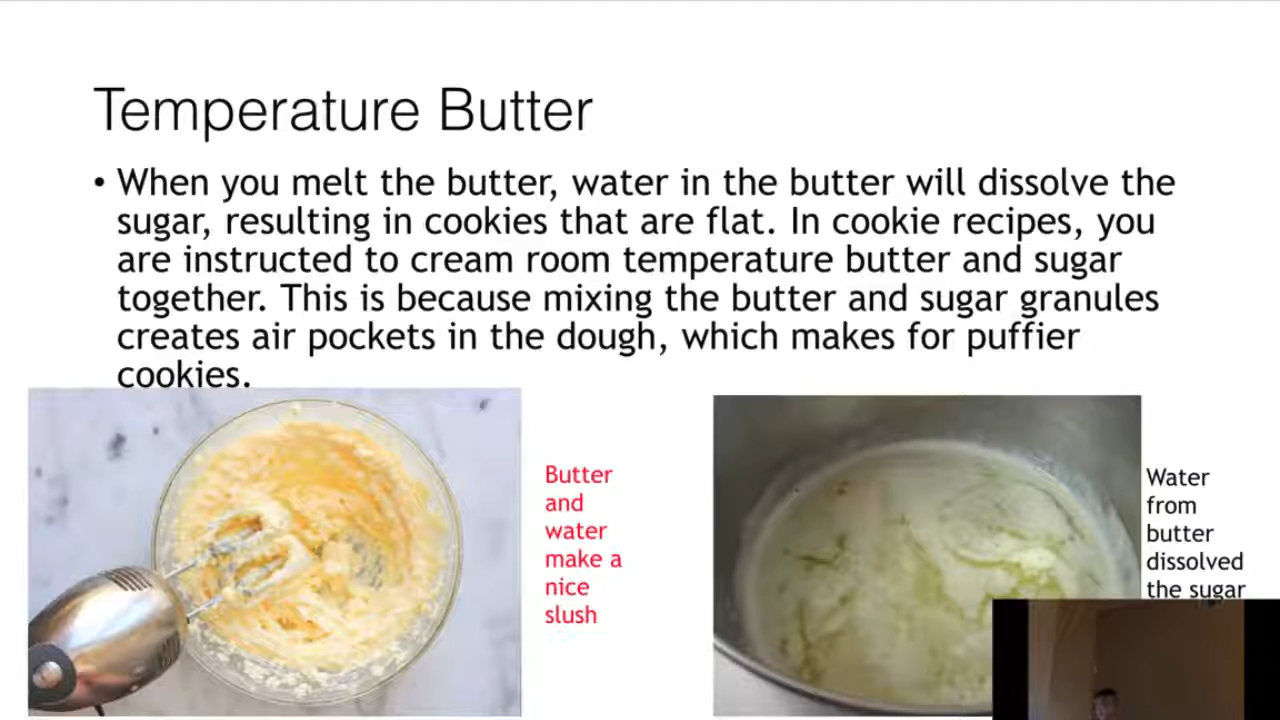 Temperature Butter
• When you melt the butter, water in the butter will dissolve the
sugar, resulting in cookies that are flat. In cookie recipes, you
are instructed to cream room temperature butter and sugar
together. This is because mixing the butter and sugar granules
creates air pockets in the dough, which makes for puffier
cookies.
Butter
and
water
make a
nice
slush
Water
from
butter
dissolved
the sugar